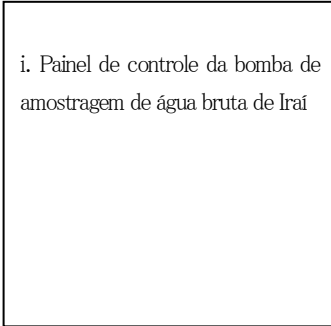 i. Painel de controle da bomba de
amostragem de água bruta de Iraí